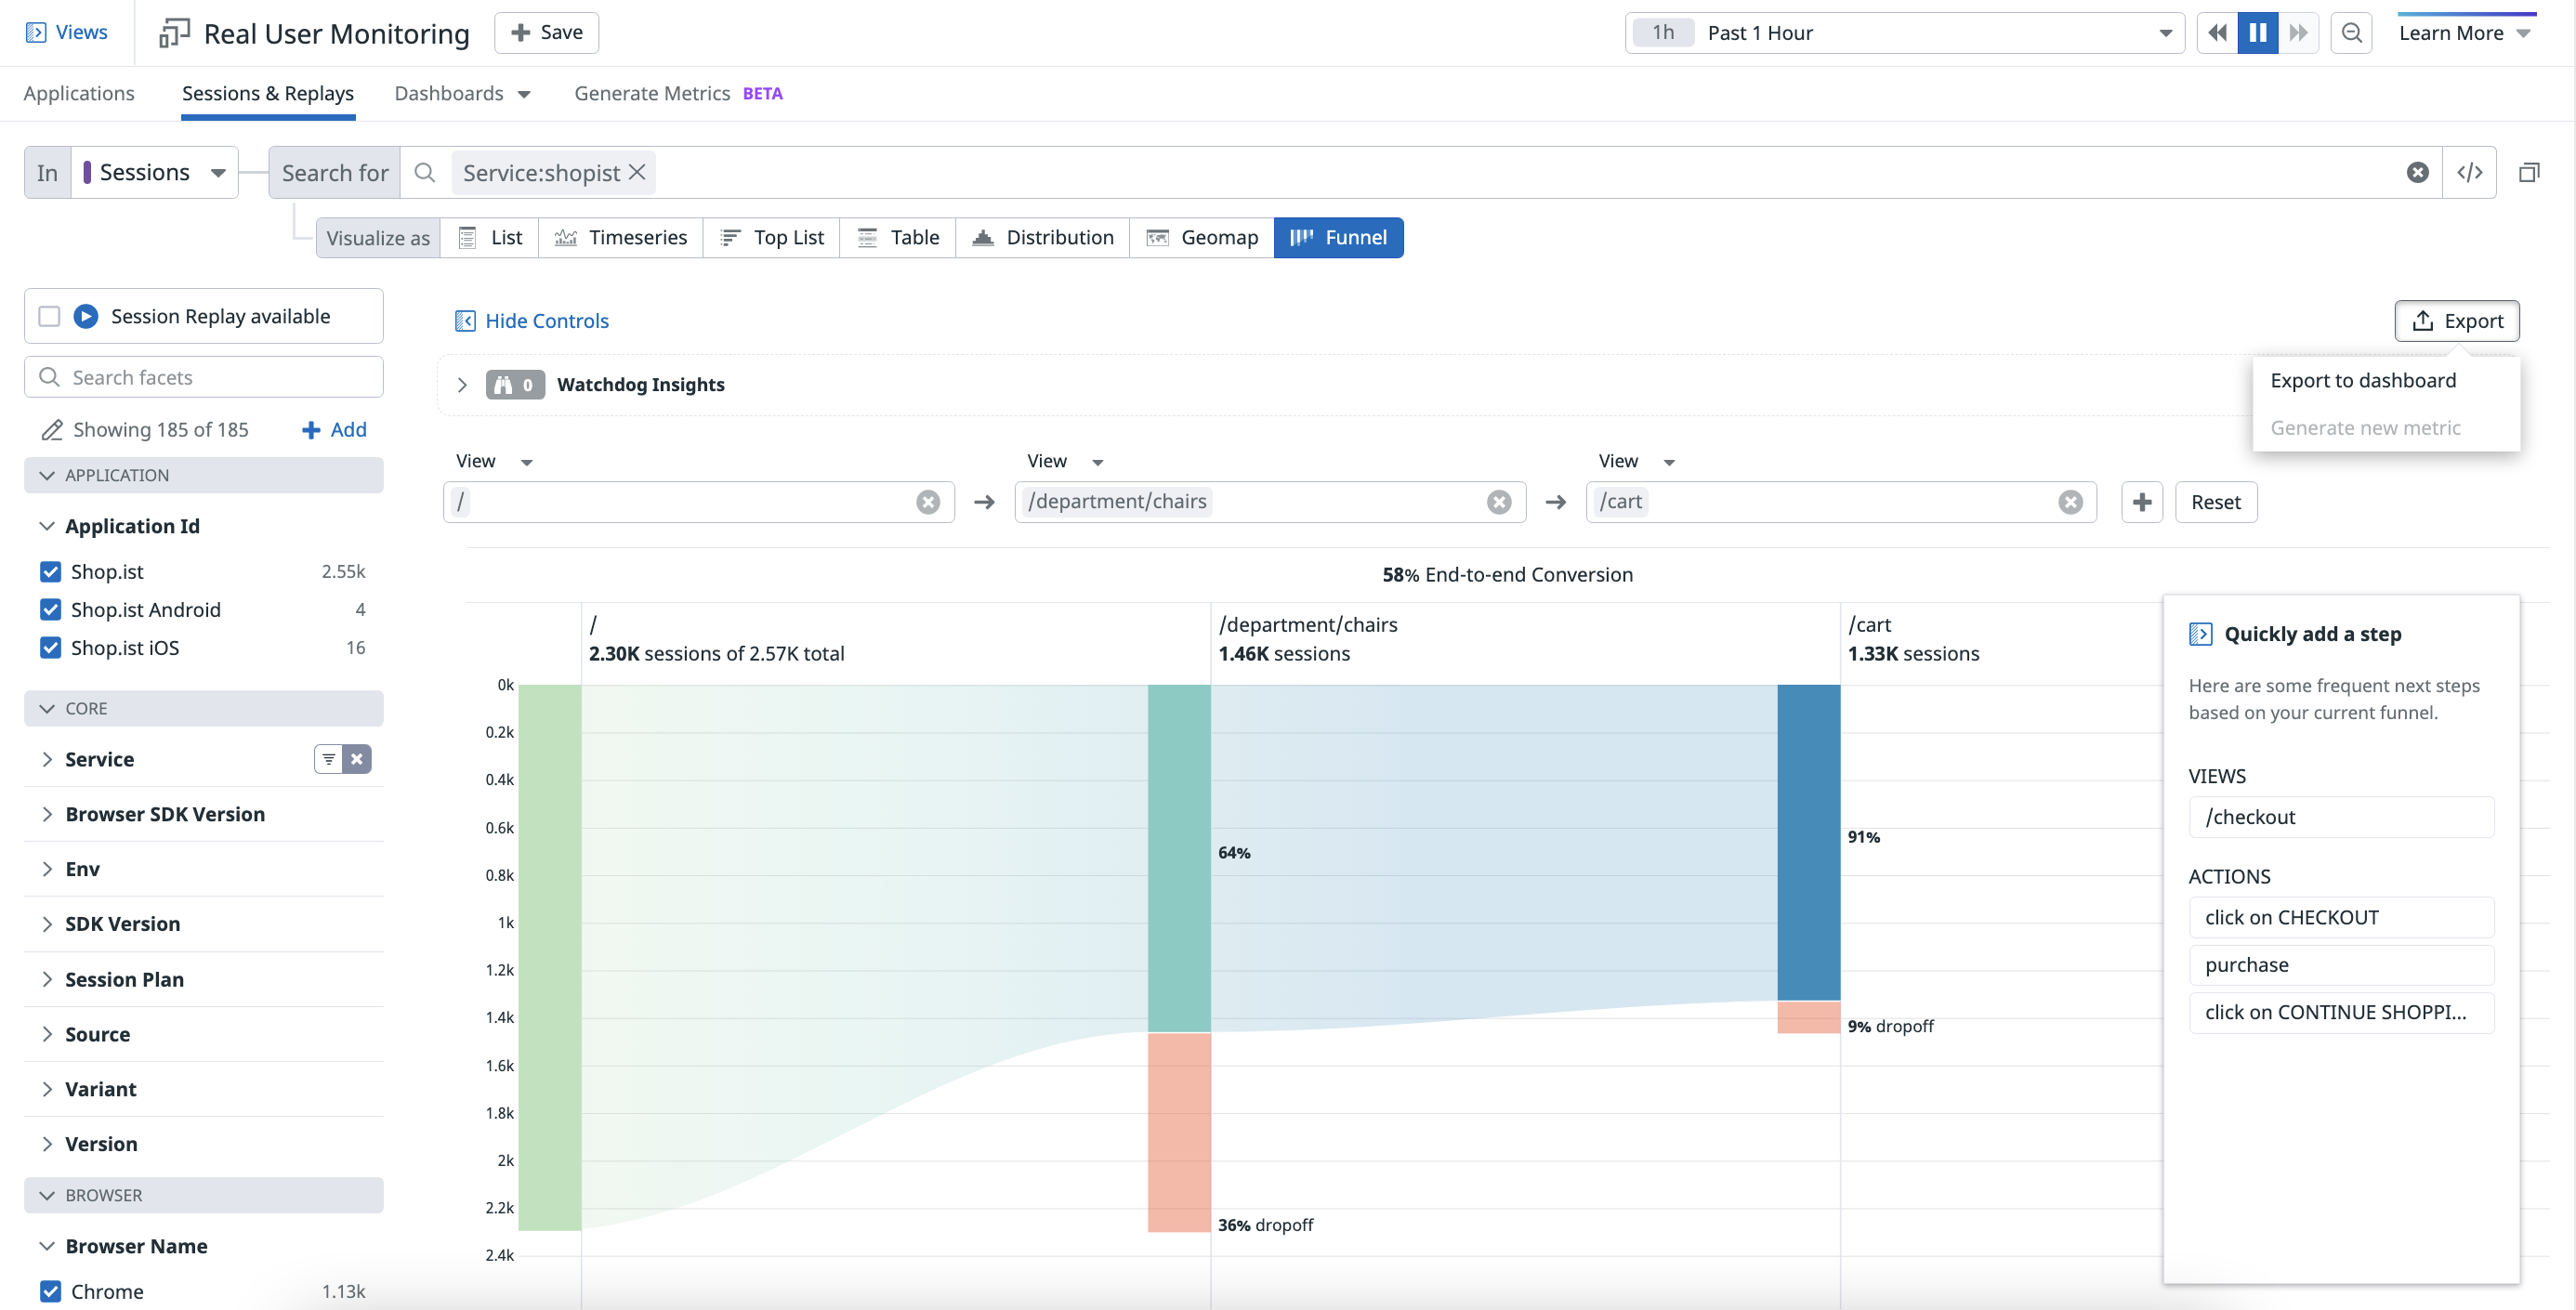 Views
Real User Monitoring
Save
1h Past 1 Hour
Learn More
Applications
Sessions & Replays
Dashboards
Generate Metrics BETA
In Sessions
Search for Service:shopist
</>
Visualize as List Timeseries Top List Table Distribution Geomap Funnel
Session Replay available
Search facets
Showing 185 of 185
Add
APPLICATION
Application Id
Shop.ist 2.55k
Shop.ist Android 4
Shop.ist iOS 16
CORE
Service
Browser SDK Version
Env
SDK Version
Session Plan
Source
Variant
Version
BROWSER
Browser Name
Chrome 1.13k
Hide Controls
Export
Export to dashboard
Generate new metric
0 Watchdog Insights
View
/
View
/department/chairs
View
/cart
Reset
58% End-to-end Conversion
/
2.30K sessions of 2.57K total
/department/chairs
1.46K sessions
/cart
1.33K sessions
0k
0.2k
0.4k
0.6k
0.8k
1k
1.2k
1.4k
1.6k
1.8k
2k
2.2k
2.4k
64%
36% dropoff
91%
9% dropoff
Quickly add a step
Here are some frequent next steps
based on your current funnel.
VIEWS
/checkout
ACTIONS
click on CHECKOUT
purchase
click on CONTINUE SHOPPI...